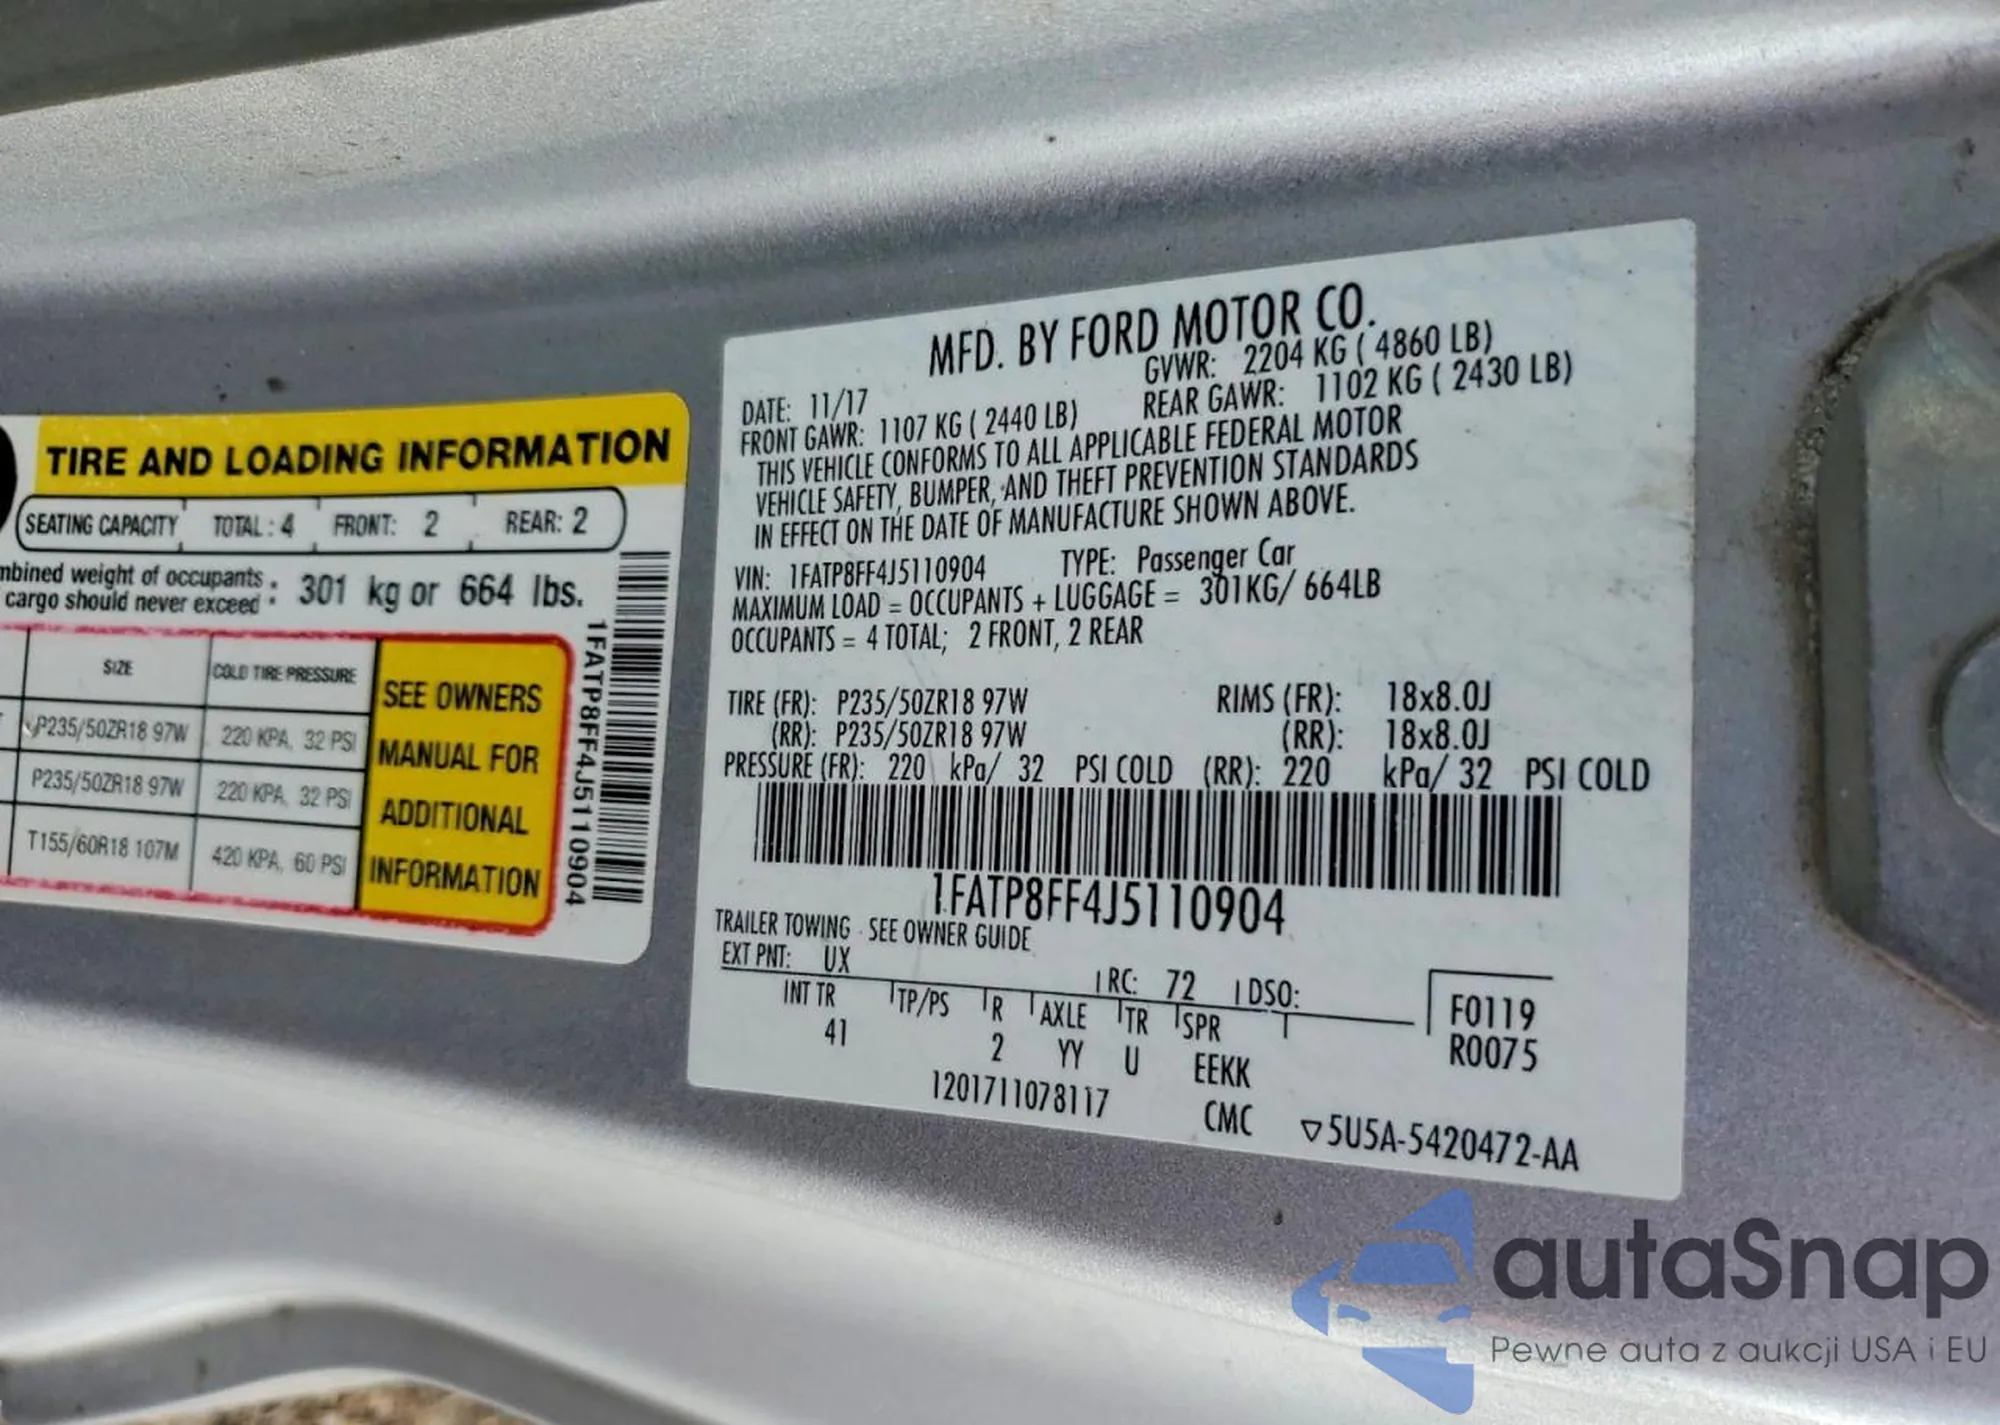 TIRE AND LOADING INFORMATION
SEATING CAPACITY TOTAL : 4 FRONT: 2 REAR: 2
of occupants : 301 kg or 664 lbs.
cargo should never exceed :
SIZE COLD TIRE PRESSURE
P235/50ZR18 97W 220 KPA, 32 PSI
P235/50ZR18 97W 220 KPA, 32 PSI
T155/60R18 107M 420 KPA, 60 PSI
SEE OWNERS
MANUAL FOR
ADDITIONAL
INFORMATION
1FATP8FF4J5110904
MFD. BY FORD MOTOR CO.
DATE: 11/17 GVWR: 2204 KG ( 4860 LB)
FRONT GAWR: 1107 KG ( 2440 LB) REAR GAWR: 1102 KG ( 2430 LB)
THIS VEHICLE CONFORMS TO ALL APPLICABLE FEDERAL MOTOR
VEHICLE SAFETY, BUMPER, AND THEFT PREVENTION STANDARDS
IN EFFECT ON THE DATE OF MANUFACTURE SHOWN ABOVE.
VIN: 1FATP8FF4J5110904 TYPE: Passenger Car
MAXIMUM LOAD = OCCUPANTS + LUGGAGE = 301KG/ 664LB
OCCUPANTS = 4 TOTAL; 2 FRONT, 2 REAR
TIRE (FR): P235/50ZR18 97W RIMS (FR): 18x8.0J
(RR): P235/50ZR18 97W (RR): 18x8.0J
PRESSURE (FR): 220 kPa/ 32 PSI COLD (RR): 220 kPa/ 32 PSI COLD
1FATP8FF4J5110904
TRAILER TOWING - SEE OWNER GUIDE
EXT PNT: UX RC: 72 DSO:
INT TR TP/PS R AXLE TR SPR F0119
41 2 YY U EEKK R0075
1201711078117 CMC ▽5U5A-5420472-AA
autaSnap
Pewne auta z aukcji USA i EU